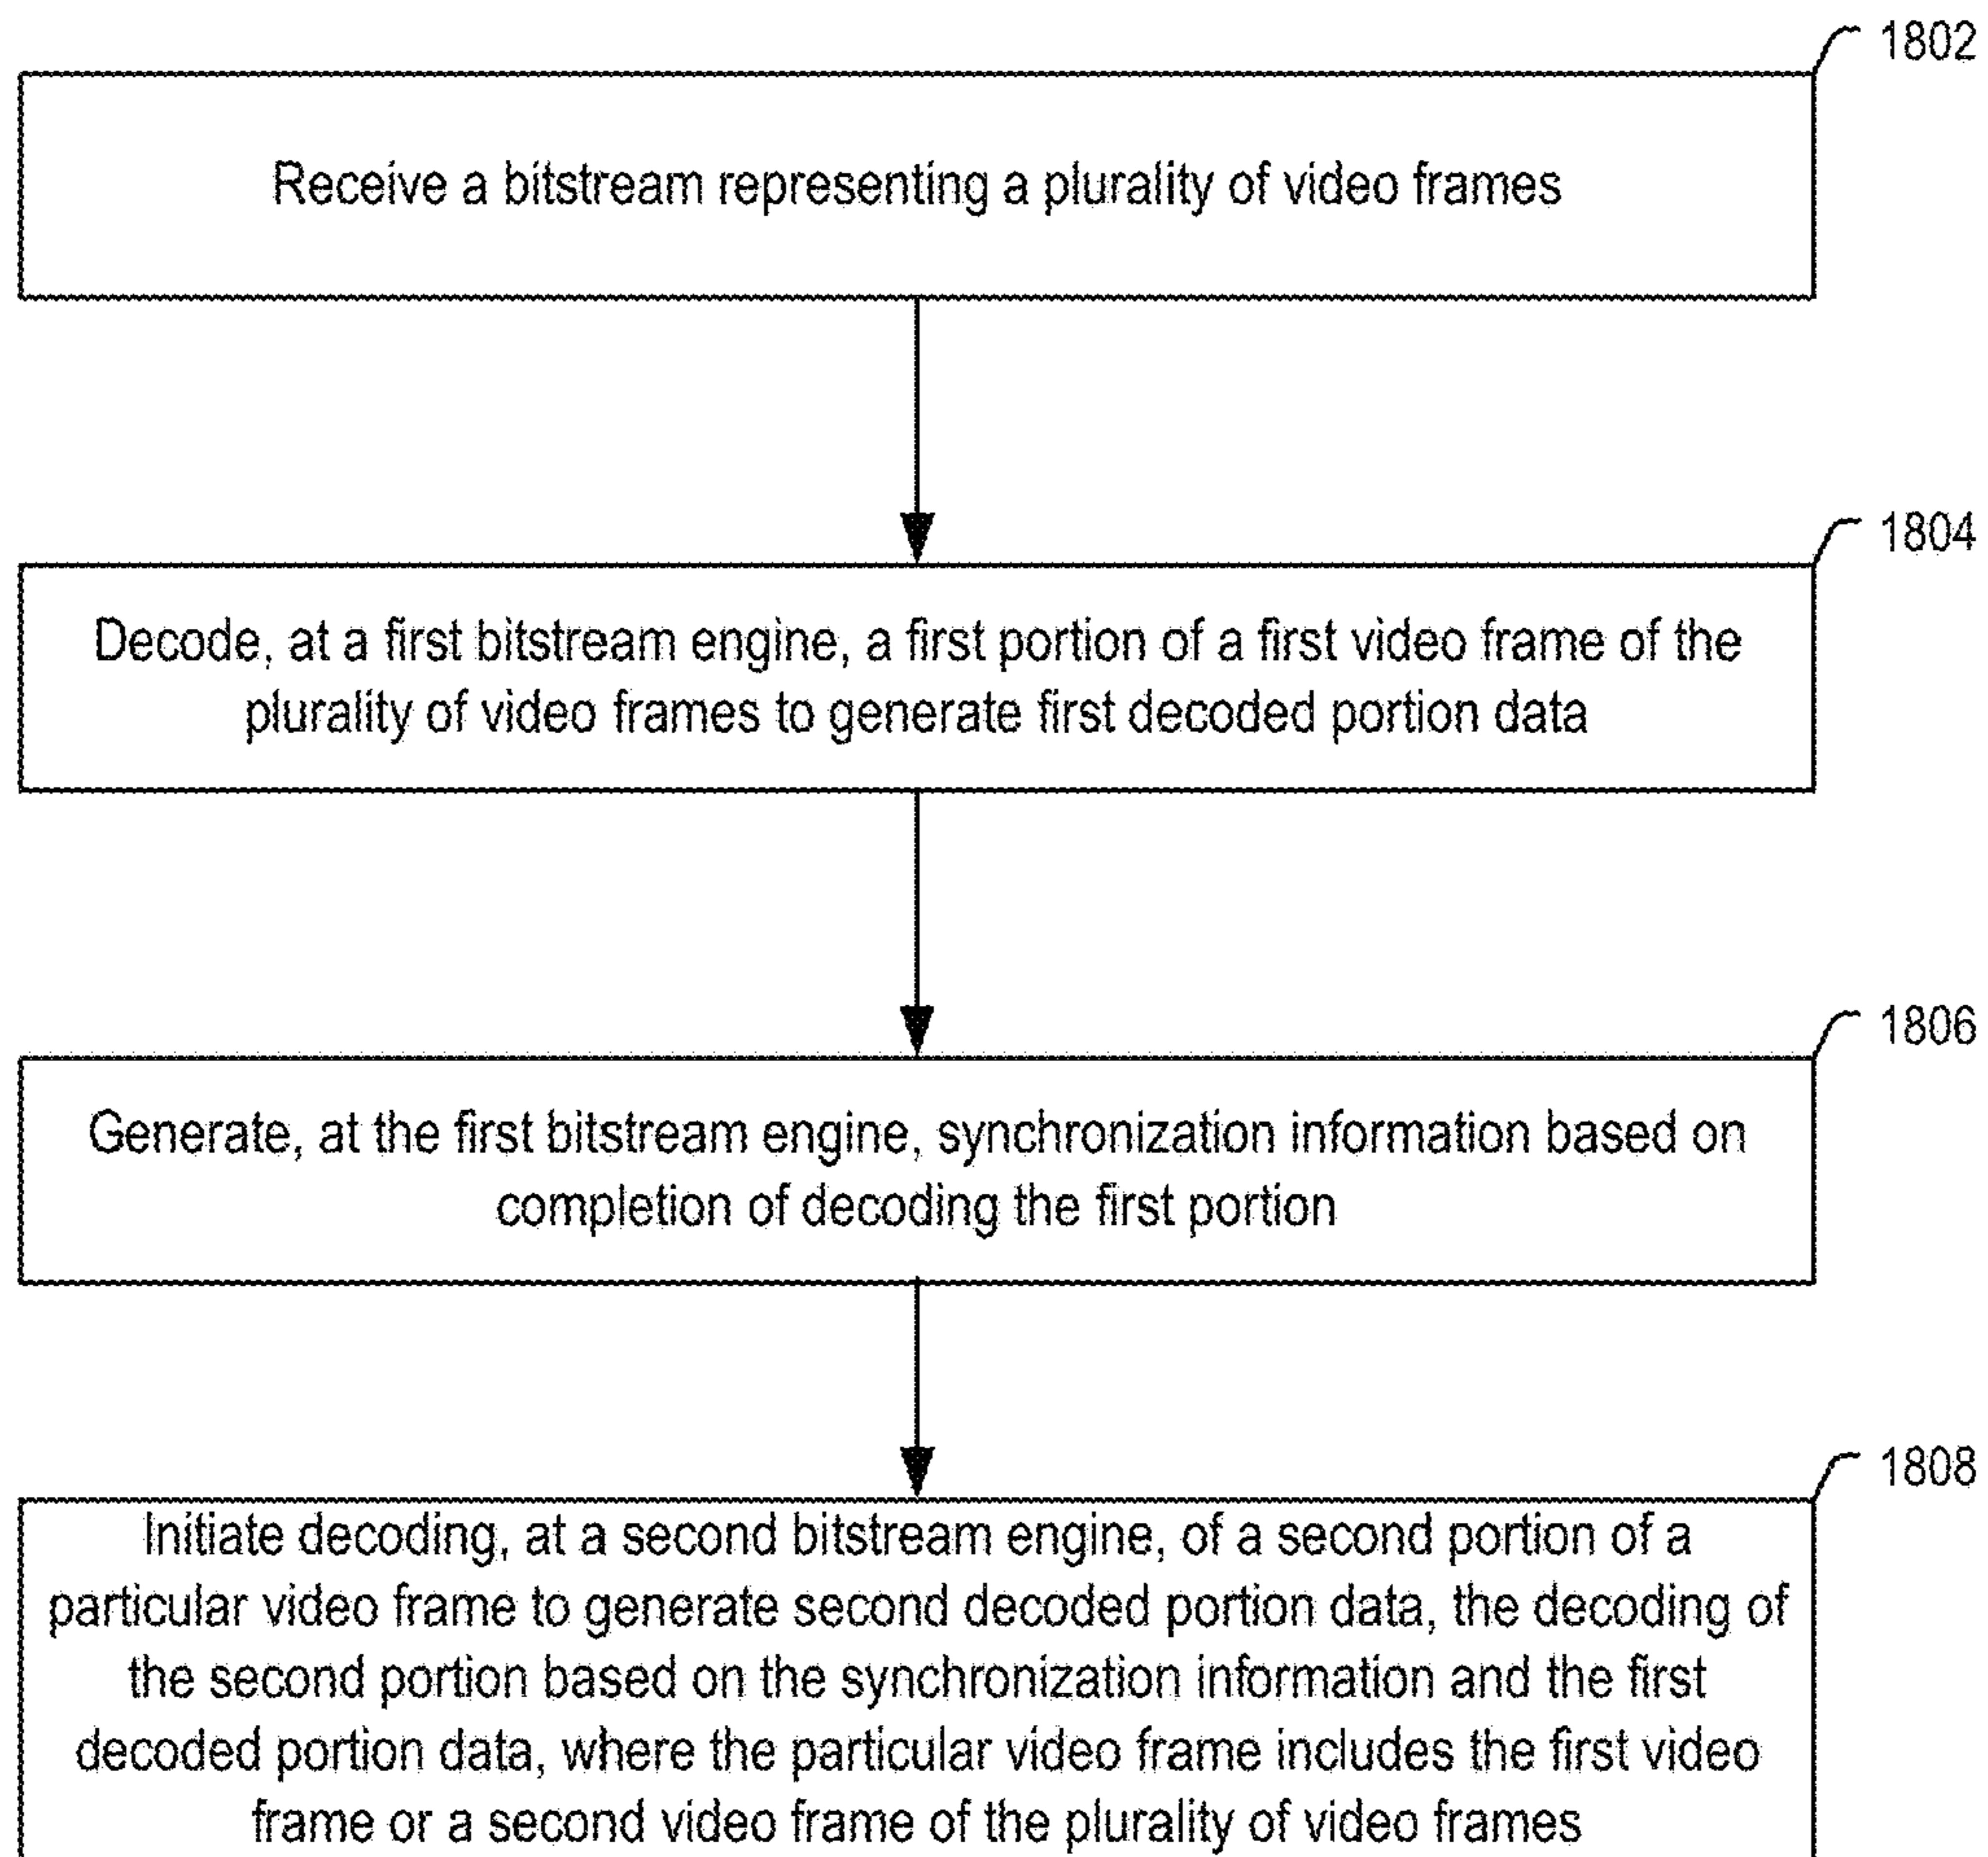 1802
Receive a bitstream representing a plurality of video frames
1804
Decode, at a first bitstream engine, a first portion of a first video frame of the
plurality of video frames to generate first decoded portion data
1806
Generate, at the first bitstream engine, synchronization information based on
completion of decoding the first portion
1808
Initiate decoding, at a second bitstream engine, of a second portion of a
particular video frame to generate second decoded portion data, the decoding of
the second portion based on the synchronization information and the first
decoded portion data, where the particular video frame includes the first video
frame or a second video frame of the plurality of video frames